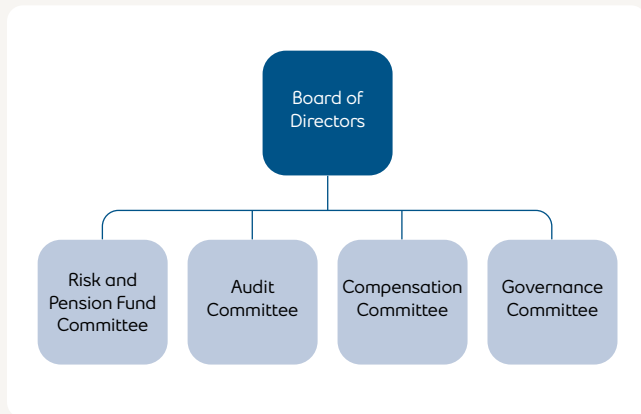 Board of
Directors
Risk and
Pension Fund
Committee
Audit
Committee
Compensation
Committee
Governance
Committee